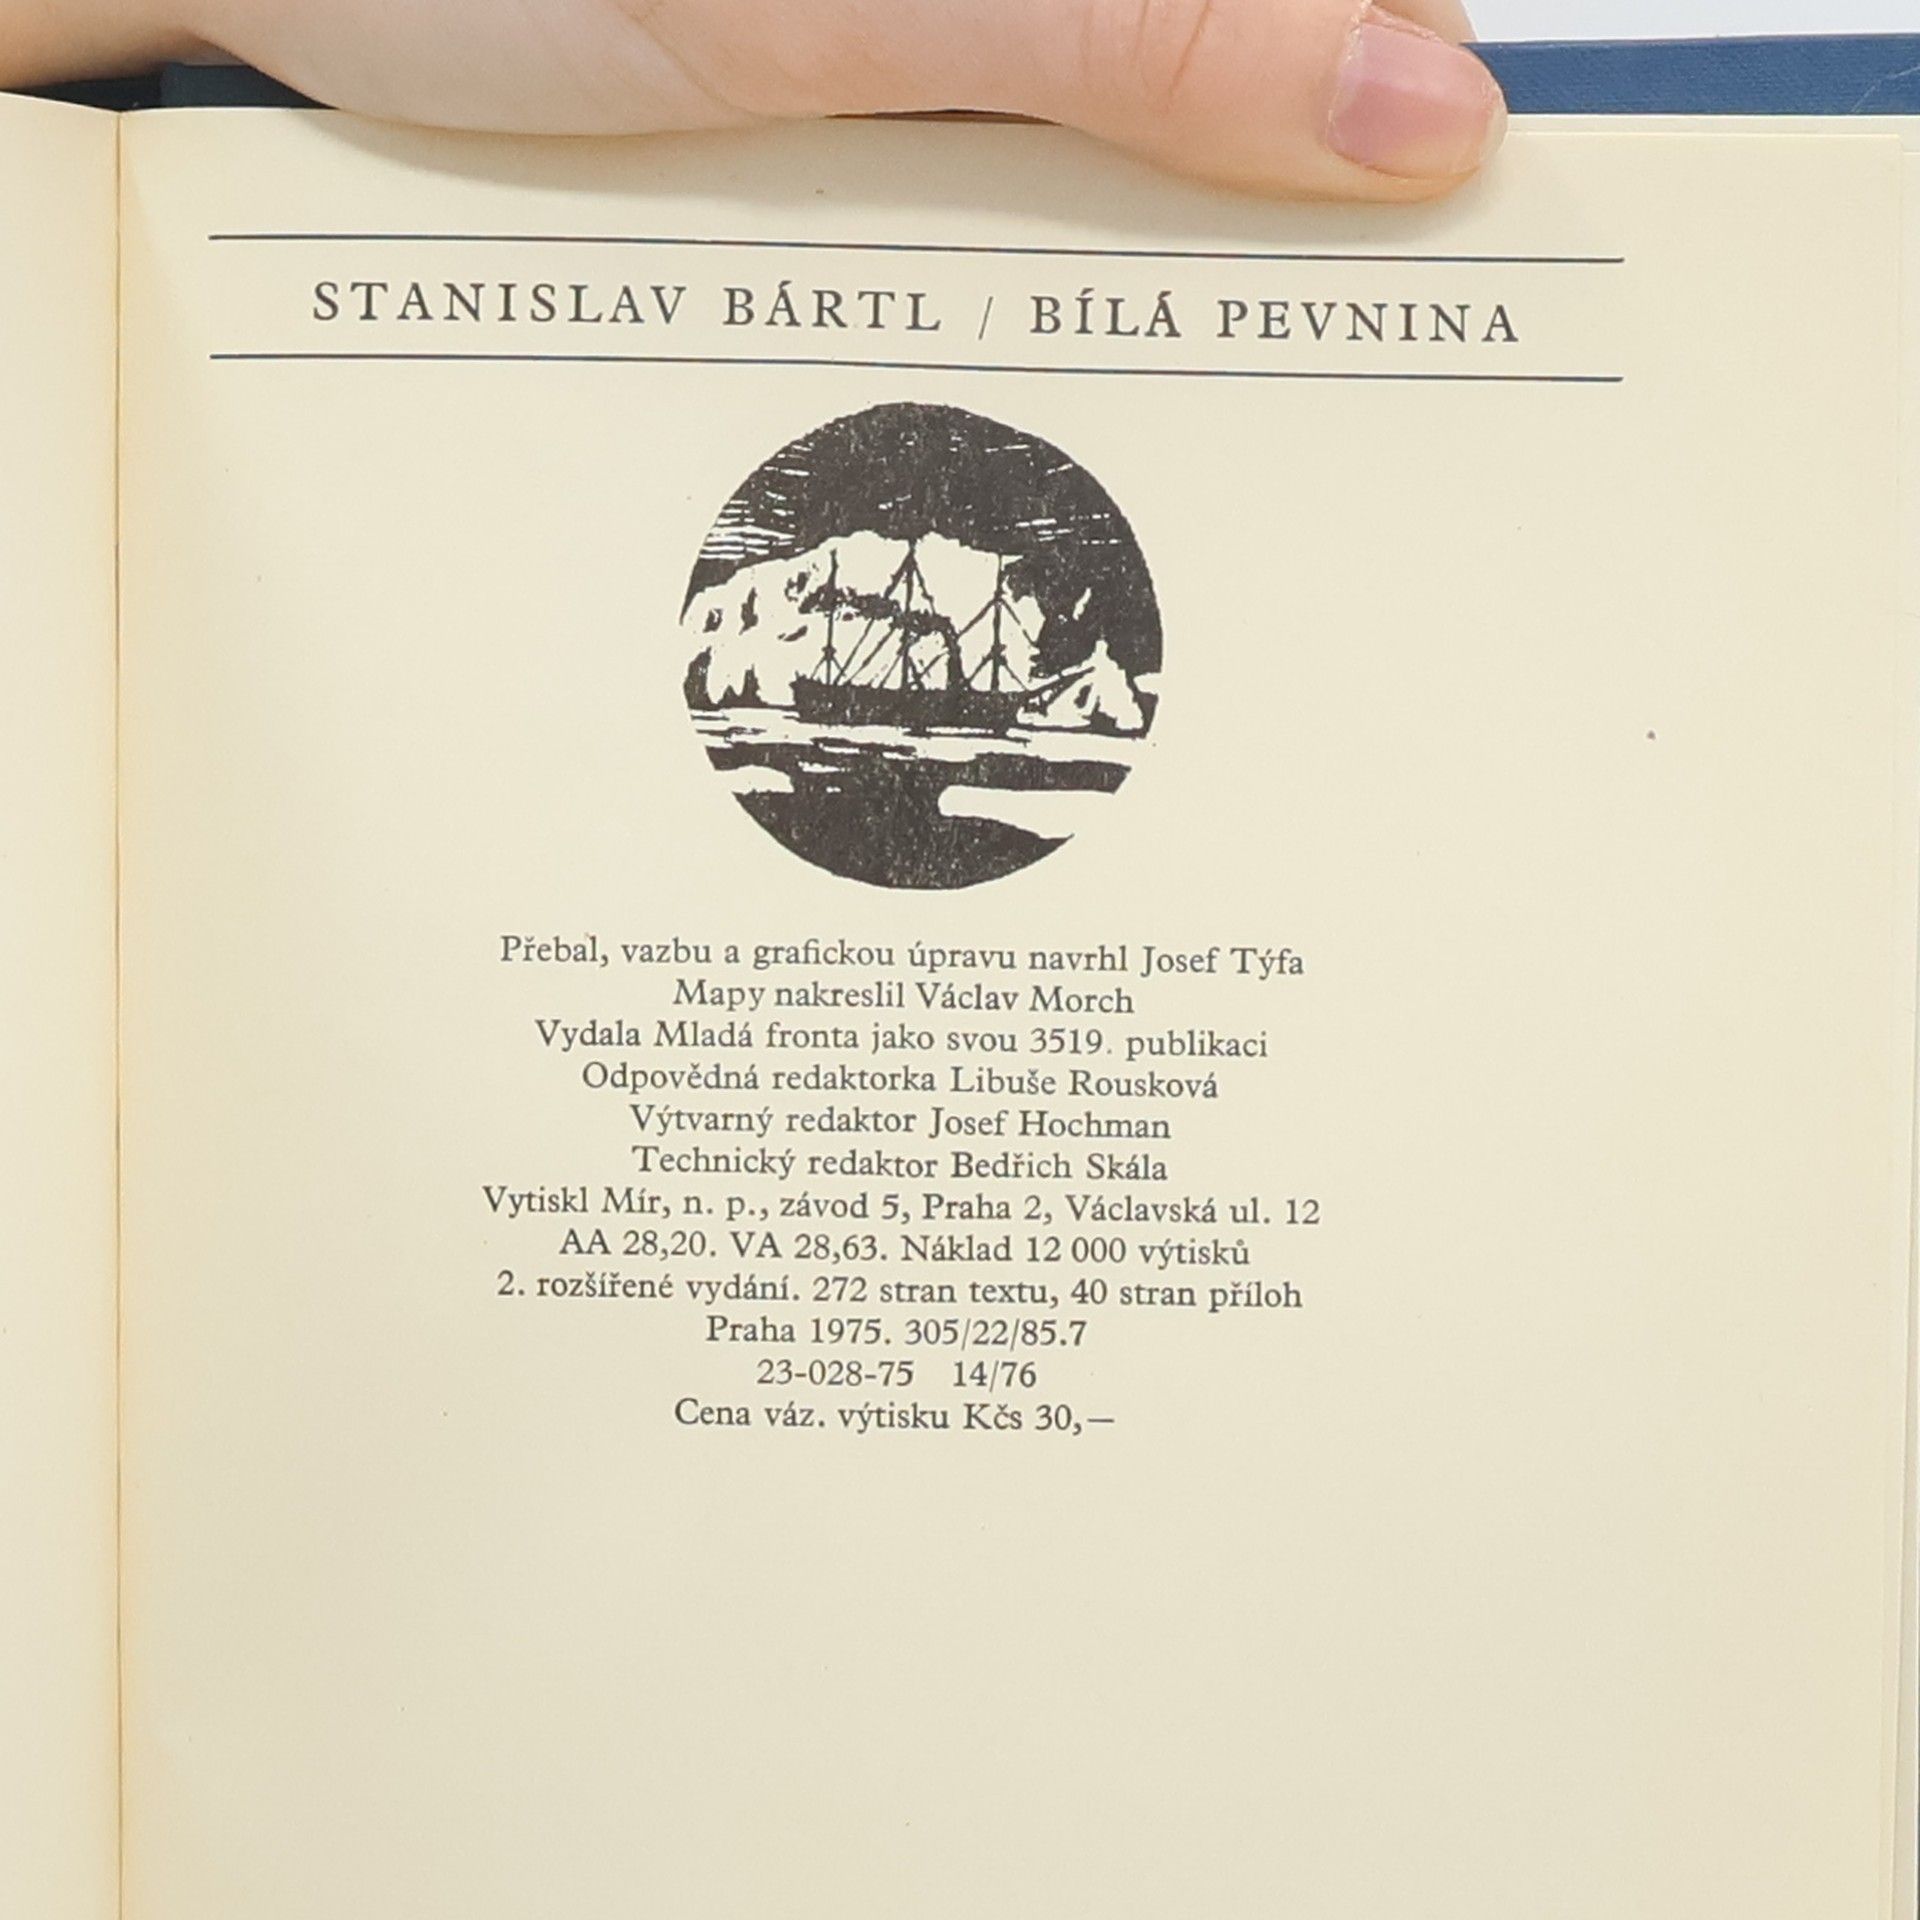 STANISLAV BÁRTL / BÍLÁ PEVNINA
Přebal, vazbu a grafickou úpravu navrhl Josef Týfa
Mapy nakreslil Václav Morch
Vydala Mladá fronta jako svou 3519. publikaci
Odpovědná redaktorka Libuše Rousková
Výtvarný redaktor Josef Hochman
Technický redaktor Bedřich Skála
Vytiskl Mír, n. p., závod 5, Praha 2, Václavská ul. 12
AA 28,20. VA 28,63. Náklad 12 000 výtisků
2. rozšířené vydání. 272 stran textu, 40 stran příloh
Praha 1975. 305/22/85.7
23-028-75 14/76
Cena váz. výtisku Kčs 30,—